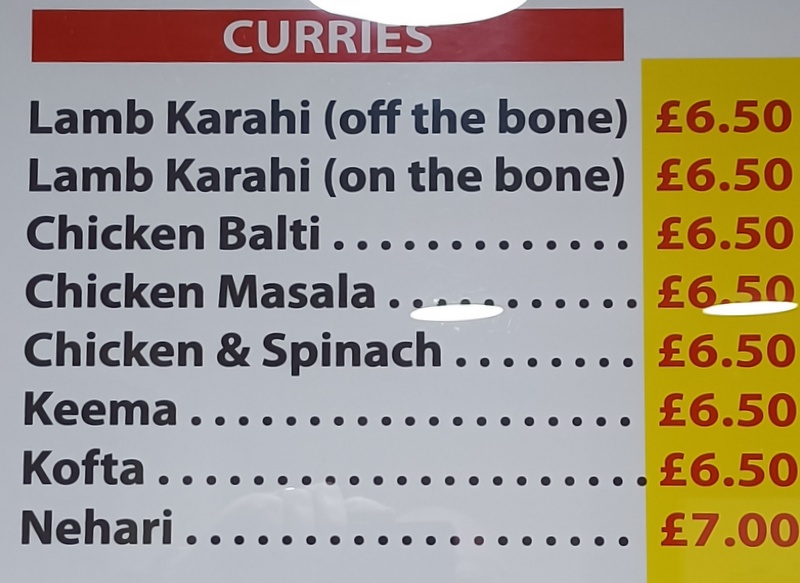 CURRIES
Lamb Karahi (off the bone) £6.50
Lamb Karahi (on the bone) £6.50
Chicken Balti ............. £6.50
Chicken Masala ........... £6.50
Chicken & Spinach ........ £6.50
Keema ................... £6.50
Kofta ..................... £6.50
Nehari ................... £7.00